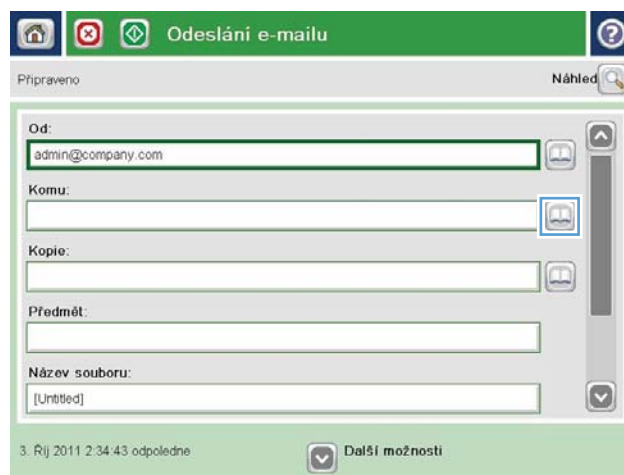 Odeslání e-mailu
Připraveno
Náhled
Od:
admin@company.com
Komu:
Kopie:
Předmět:
Název souboru:
[Untitled]
3. Říj 2011 2:34:43 odpoledne
Další možnosti